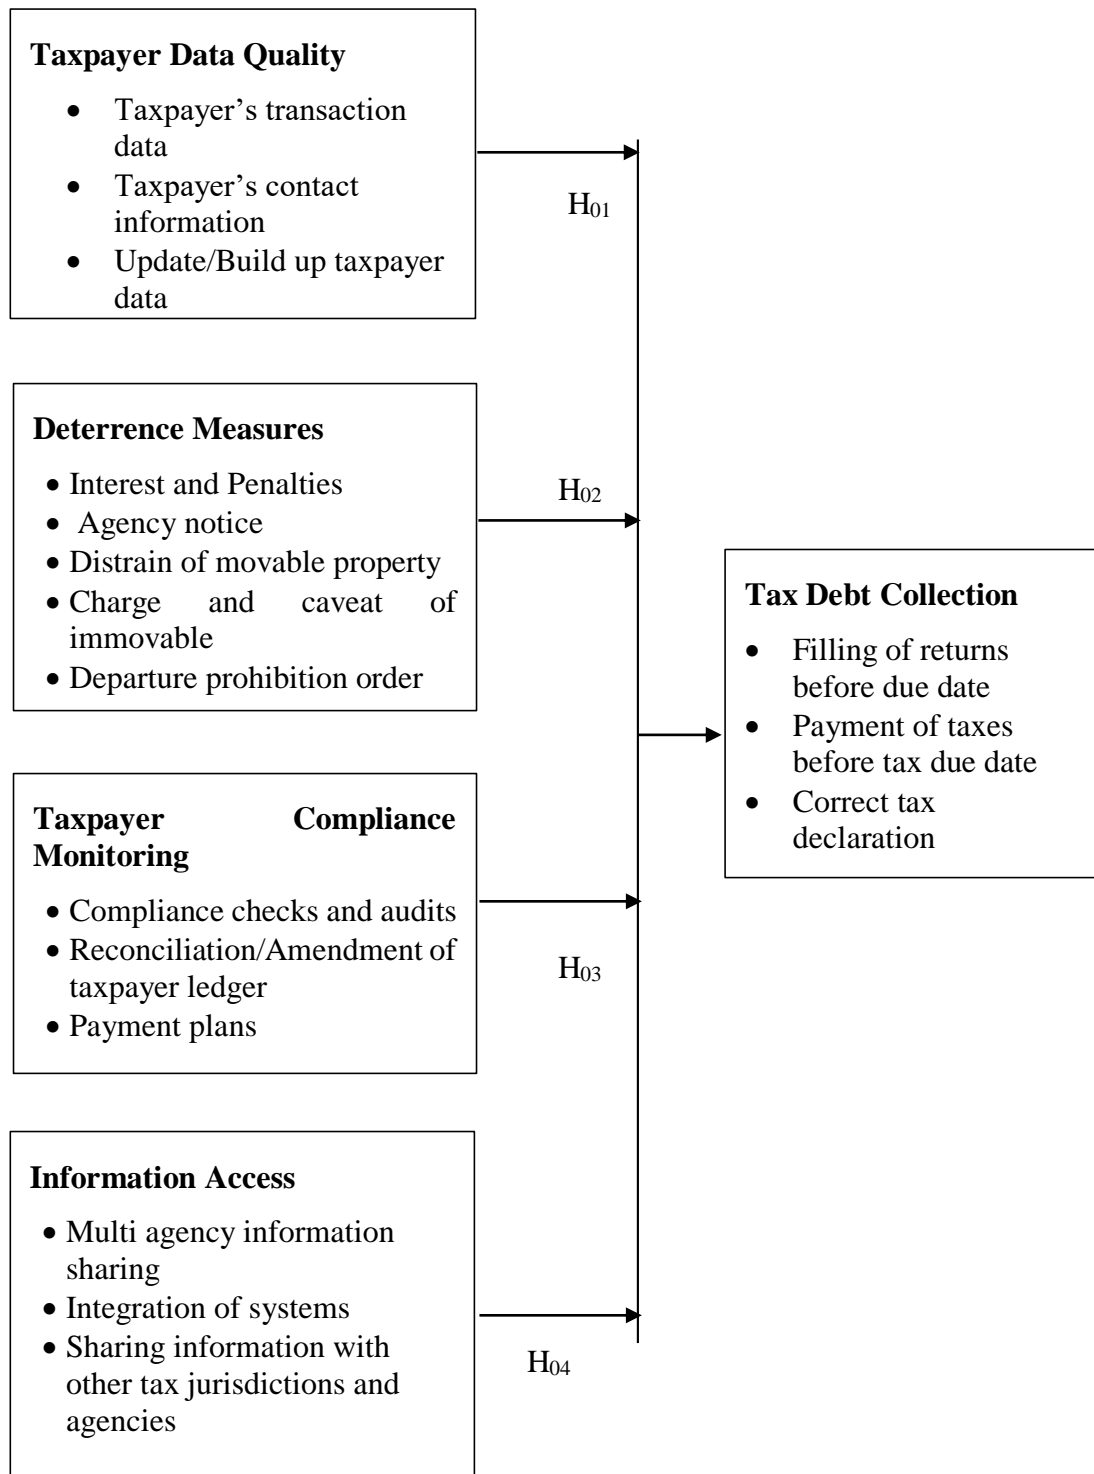 Taxpayer Data Quality
• Taxpayer’s transaction
data
• Taxpayer’s contact
information
• Update/Build up taxpayer
data
H01
Deterrence Measures
• Interest and Penalties
• Agency notice
• Distrain of movable property
• Charge and caveat of
immovable
• Departure prohibition order
H02
Taxpayer Compliance
Monitoring
• Compliance checks and audits
• Reconciliation/Amendment of
taxpayer ledger
• Payment plans
H03
Information Access
• Multi agency information
sharing
• Integration of systems
• Sharing information with
other tax jurisdictions and
agencies
H04
Tax Debt Collection
• Filling of returns
before due date
• Payment of taxes
before tax due date
• Correct tax
declaration